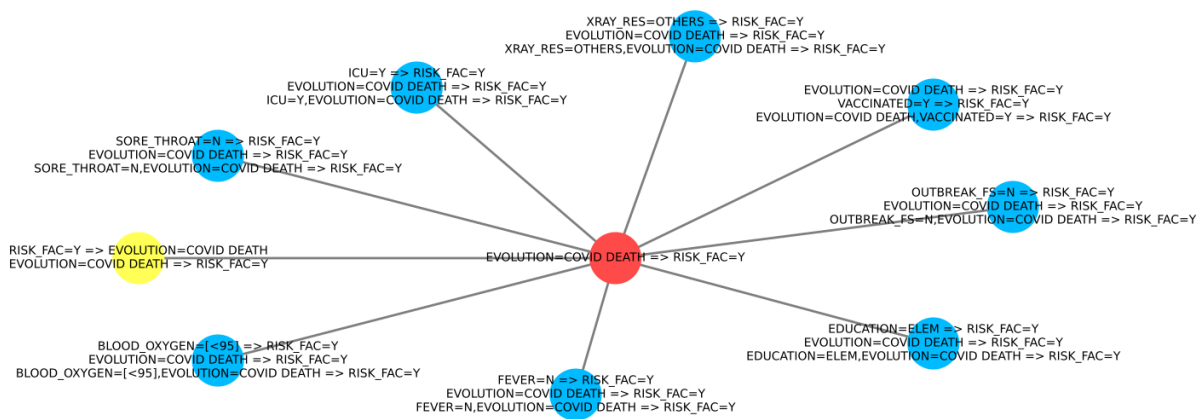 XRAY_RES=OTHERS => RISK_FAC=Y
EVOLUTION=COVID DEATH => RISK_FAC=Y
XRAY_RES=OTHERS,EVOLUTION=COVID DEATH => RISK_FAC=Y
ICU=Y => RISK_FAC=Y
EVOLUTION=COVID DEATH => RISK_FAC=Y
ICU=Y,EVOLUTION=COVID DEATH => RISK_FAC=Y
EVOLUTION=COVID DEATH => RISK_FAC=Y
VACCINATED=Y => RISK_FAC=Y
EVOLUTION=COVID DEATH,VACCINATED=Y => RISK_FAC=Y
SORE_THROAT=N => RISK_FAC=Y
EVOLUTION=COVID DEATH => RISK_FAC=Y
SORE_THROAT=N,EVOLUTION=COVID DEATH => RISK_FAC=Y
OUTBREAK_FS=N => RISK_FAC=Y
EVOLUTION=COVID DEATH => RISK_FAC=Y
OUTBREAK_FS=N,EVOLUTION=COVID DEATH => RISK_FAC=Y
RISK_FAC=Y => EVOLUTION=COVID DEATH
EVOLUTION=COVID DEATH => RISK_FAC=Y
EVOLUTION=COVID DEATH => RISK_FAC=Y
BLOOD_OXYGEN=[<95] => RISK_FAC=Y
EVOLUTION=COVID DEATH => RISK_FAC=Y
BLOOD_OXYGEN=[<95],EVOLUTION=COVID DEATH => RISK_FAC=Y
EDUCATION=ELEM => RISK_FAC=Y
EVOLUTION=COVID DEATH => RISK_FAC=Y
EDUCATION=ELEM,EVOLUTION=COVID DEATH => RISK_FAC=Y
FEVER=N => RISK_FAC=Y
EVOLUTION=COVID DEATH => RISK_FAC=Y
FEVER=N,EVOLUTION=COVID DEATH => RISK_FAC=Y